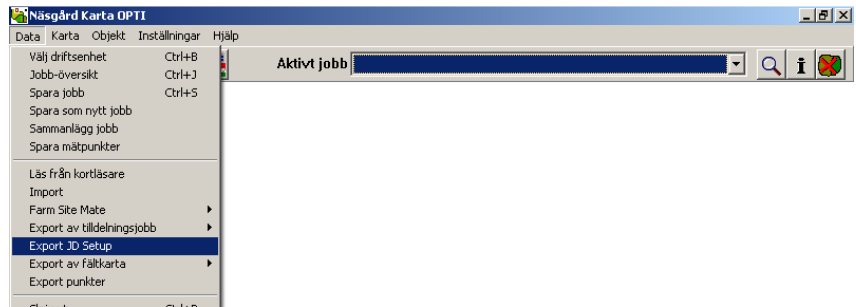 Näsgård Karta OPTI
Data Karta Objekt Inställningar Hjälp
Aktivt jobb
Välj driftsenhet Ctrl+B
Jobb-översikt Ctrl+J
Spara jobb Ctrl+S
Spara som nytt jobb
Sammanlägg jobb
Spara mätpunkter
Läs från kortläsare
Import
Farm Site Mate
Export av tilldelningsjobb
Export JD Setup
Export av fältkarta
Export punkter